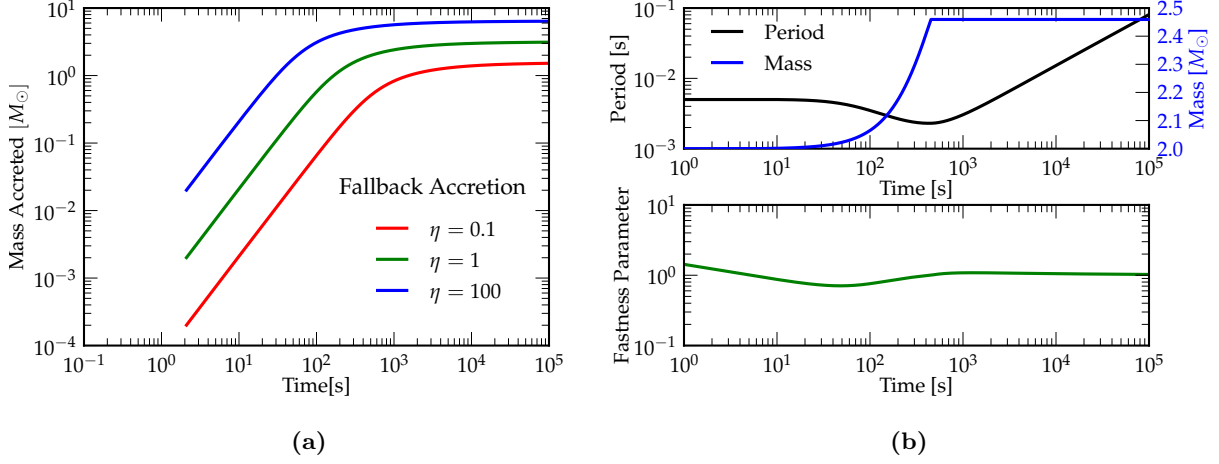 10^1
10^0
10^-1
10^-2
10^-3
10^-4
Mass Accreted [M⊙]
Fallback Accretion
η = 0.1
η = 1
η = 100
10^-1 10^0 10^1 10^2 10^3 10^4 10^5
Time[s]
(a)
10^-1
10^-2
10^-3
Period [s]
Period
Mass
2.5
2.4
2.3
2.2
2.1
2.0
Mass [M⊙]
10^0 10^1 10^2 10^3 10^4 10^5
Time [s]
10^1
10^0
10^-1
Fastness Parameter
10^0 10^1 10^2 10^3 10^4 10^5
Time [s]
(b)